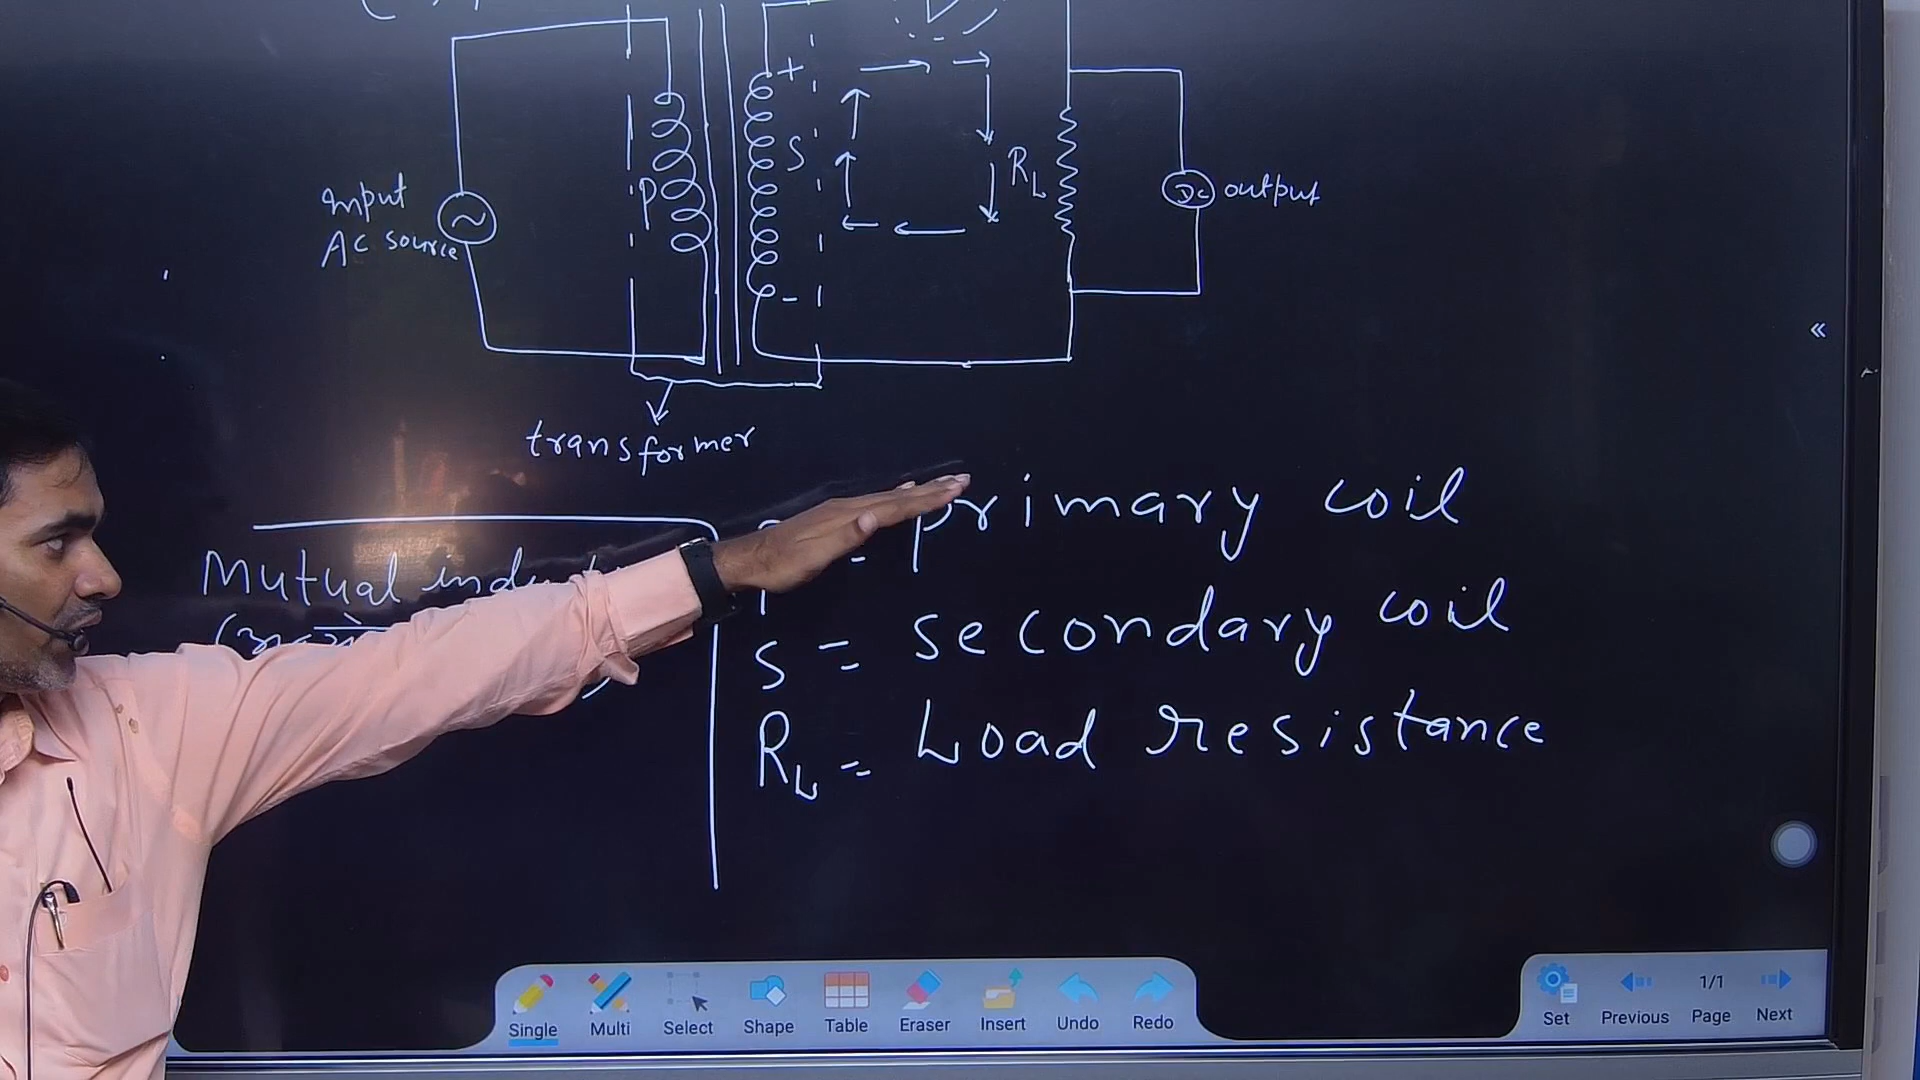 +
P
S
RL
input
AC source
DC output
-
transformer
Mutual
= primary coil
S = secondary coil
RL = Load resistance
Single
Multi
Select
Shape
Table
Eraser
Insert
Undo
Redo
Set
Previous
1/1
Page
Next